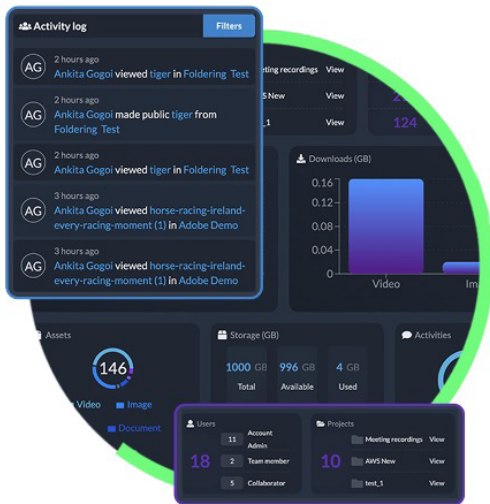 Activity log
Filters
AG
2 hours ago
Ankita Gogoi viewed tiger in Foldering Test
AG
2 hours ago
Ankita Gogoi made public tiger from
Foldering Test
AG
2 hours ago
Ankita Gogoi viewed tiger in Foldering Test
AG
3 hours ago
Ankita Gogoi viewed horse-racing-ireland-
every-racing-moment (1) in Adobe Demo
AG
3 hours ago
Ankita Gogoi viewed horse-racing-ireland-
every-racing-moment (1) in Adobe Demo
recordings View
New View
_1 View
124
Downloads (GB)
0.16
0.12
0.08
0.04
0
Video
Assets
146
Video Image
Document
Storage (GB)
1000 GB 996 GB 4 GB
Total Available Used
Activities
Users
18
11 Account
Admin
2 Team member
5 Collaborator
Projects
10
Meeting recordings View
AWS New View
test_1 View